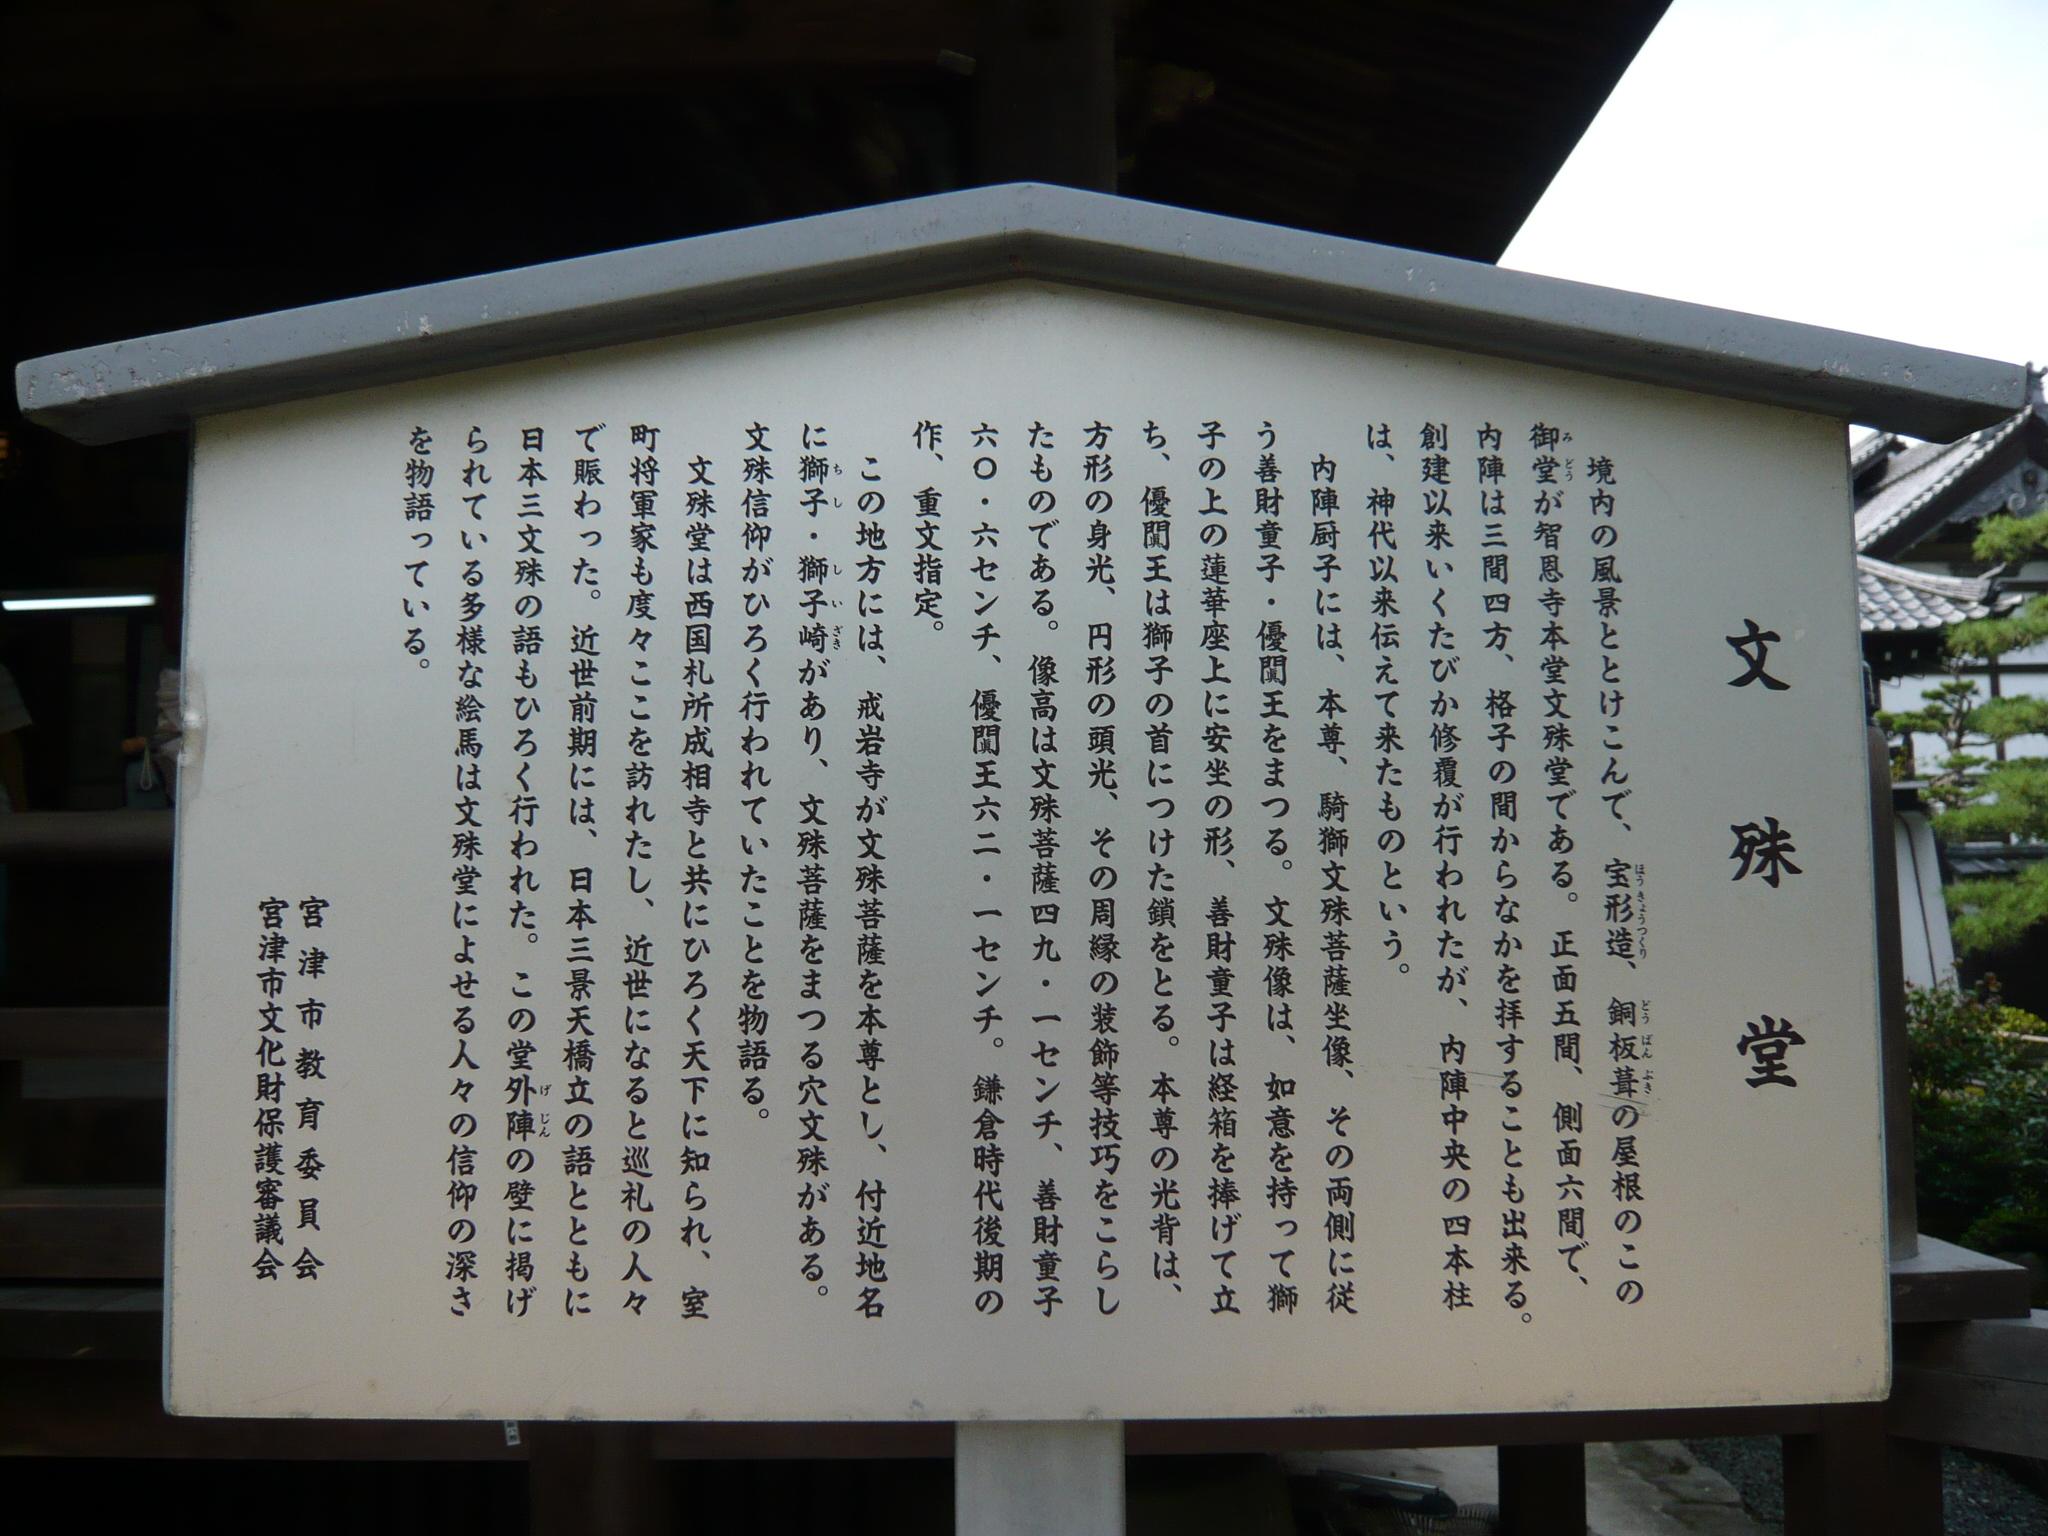 文殊堂
境内の風景ととけこんで、宝形造、銅板葺の屋根のこの
御堂が智恩寺本堂文殊堂である。正面五間、側面六間で、
内陣は三間四方、格子の間からなかを拝することも出来る。
創建以来いくたびか修覆が行われたが、内陣中央の四本柱
は、神代以来伝えて来たものという。
内陣厨子には、本尊、騎獅文殊菩薩坐像、その両側に従
う善財童子・優闐王をまつる。文殊像は、如意を持って獅
子の上の蓮華座上に安坐の形、善財童子は経箱を捧げて立
ち、優闐王は獅子の首につけた鎖をとる。本尊の光背は、
方形の身光、円形の頭光、その周縁の装飾等技巧をこらし
たものである。像高は文殊菩薩四九・一センチ、善財童子
六〇・六センチ、優闐王六二・一センチ。鎌倉時代後期の
作、重文指定。
この地方には、戒岩寺が文殊菩薩を本尊とし、付近地名
に獅子・獅子崎があり、文殊菩薩をまつる穴文殊がある。
文殊信仰がひろく行われていたことを物語る。
文殊堂は西国札所成相寺と共にひろく天下に知られ、室
町将軍家も度々ここを訪れたし、近世になると巡礼の人々
で賑わった。近世前期には、日本三景天橋立の語とともに
日本三文殊の語もひろく行われた。この堂外陣の壁に掲げ
られている多様な絵馬は文殊堂によせる人々の信仰の深さ
を物語っている。
宮津市教育委員会
宮津市文化財保護審議会